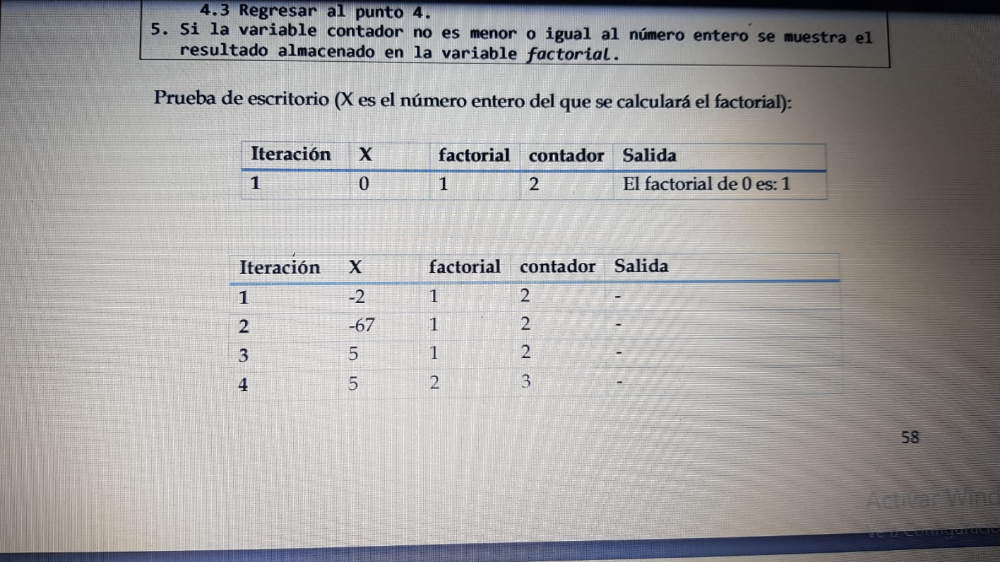 4.3 Regresar al punto 4.
5. Si la variable contador no es menor o igual al número entero se muestra el
resultado almacenado en la variable factorial.
Prueba de escritorio (X es el número entero del que se calculará el factorial):
Iteración X factorial contador Salida
1 0 1 2 El factorial de 0 es: 1
Iteración X factorial contador Salida
1 -2 1 2 -
2 -67 1 2 -
3 5 1 2 -
4 5 2 3 -
58
Activar Wind
Ve a Configuració